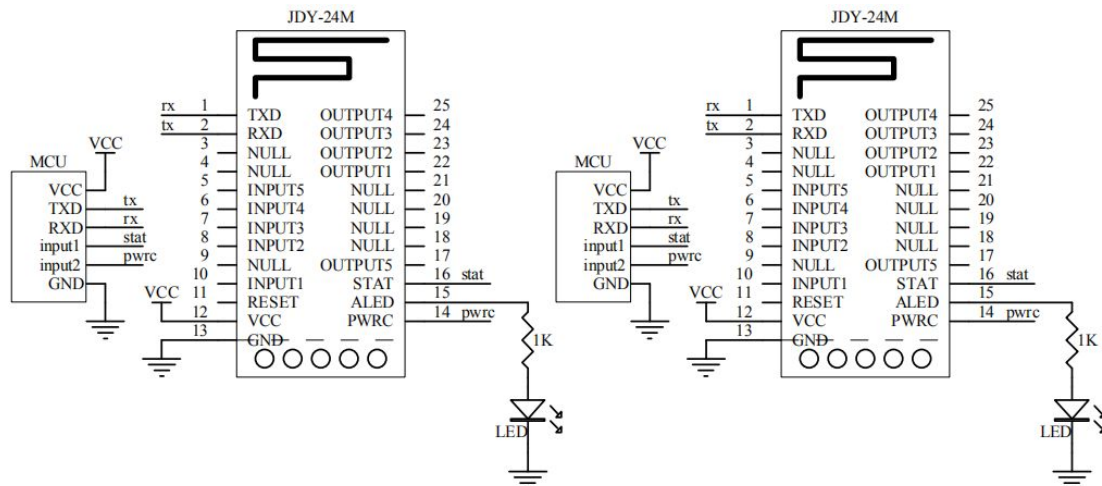 JDY-24M
rx 1 TXD OUTPUT4 25
tx 2 RXD OUTPUT3 24
3 NULL OUTPUT2 23
4 NULL OUTPUT1 22
5 INPUT5 NULL 21
6 INPUT4 NULL 20
7 INPUT3 NULL 19
8 INPUT2 NULL 18
9 NULL OUTPUT5 17
10 INPUT1 STAT 16 stat
11 RESET ALED 15
VCC 12 VCC PWRC 14 pwrc
13 GND
1K
LED
VCC
MCU
VCC
TXD tx
RXD rx
input1 stat
input2 pwrc
GND
JDY-24M
rx 1 TXD OUTPUT4 25
tx 2 RXD OUTPUT3 24
3 NULL OUTPUT2 23
4 NULL OUTPUT1 22
5 INPUT5 NULL 21
6 INPUT4 NULL 20
7 INPUT3 NULL 19
8 INPUT2 NULL 18
9 NULL OUTPUT5 17
10 INPUT1 STAT 16 stat
11 RESET ALED 15
VCC 12 VCC PWRC 14 pwrc
13 GND
1K
LED
VCC
MCU
VCC
TXD tx
RXD rx
input1 stat
input2 pwrc
GND